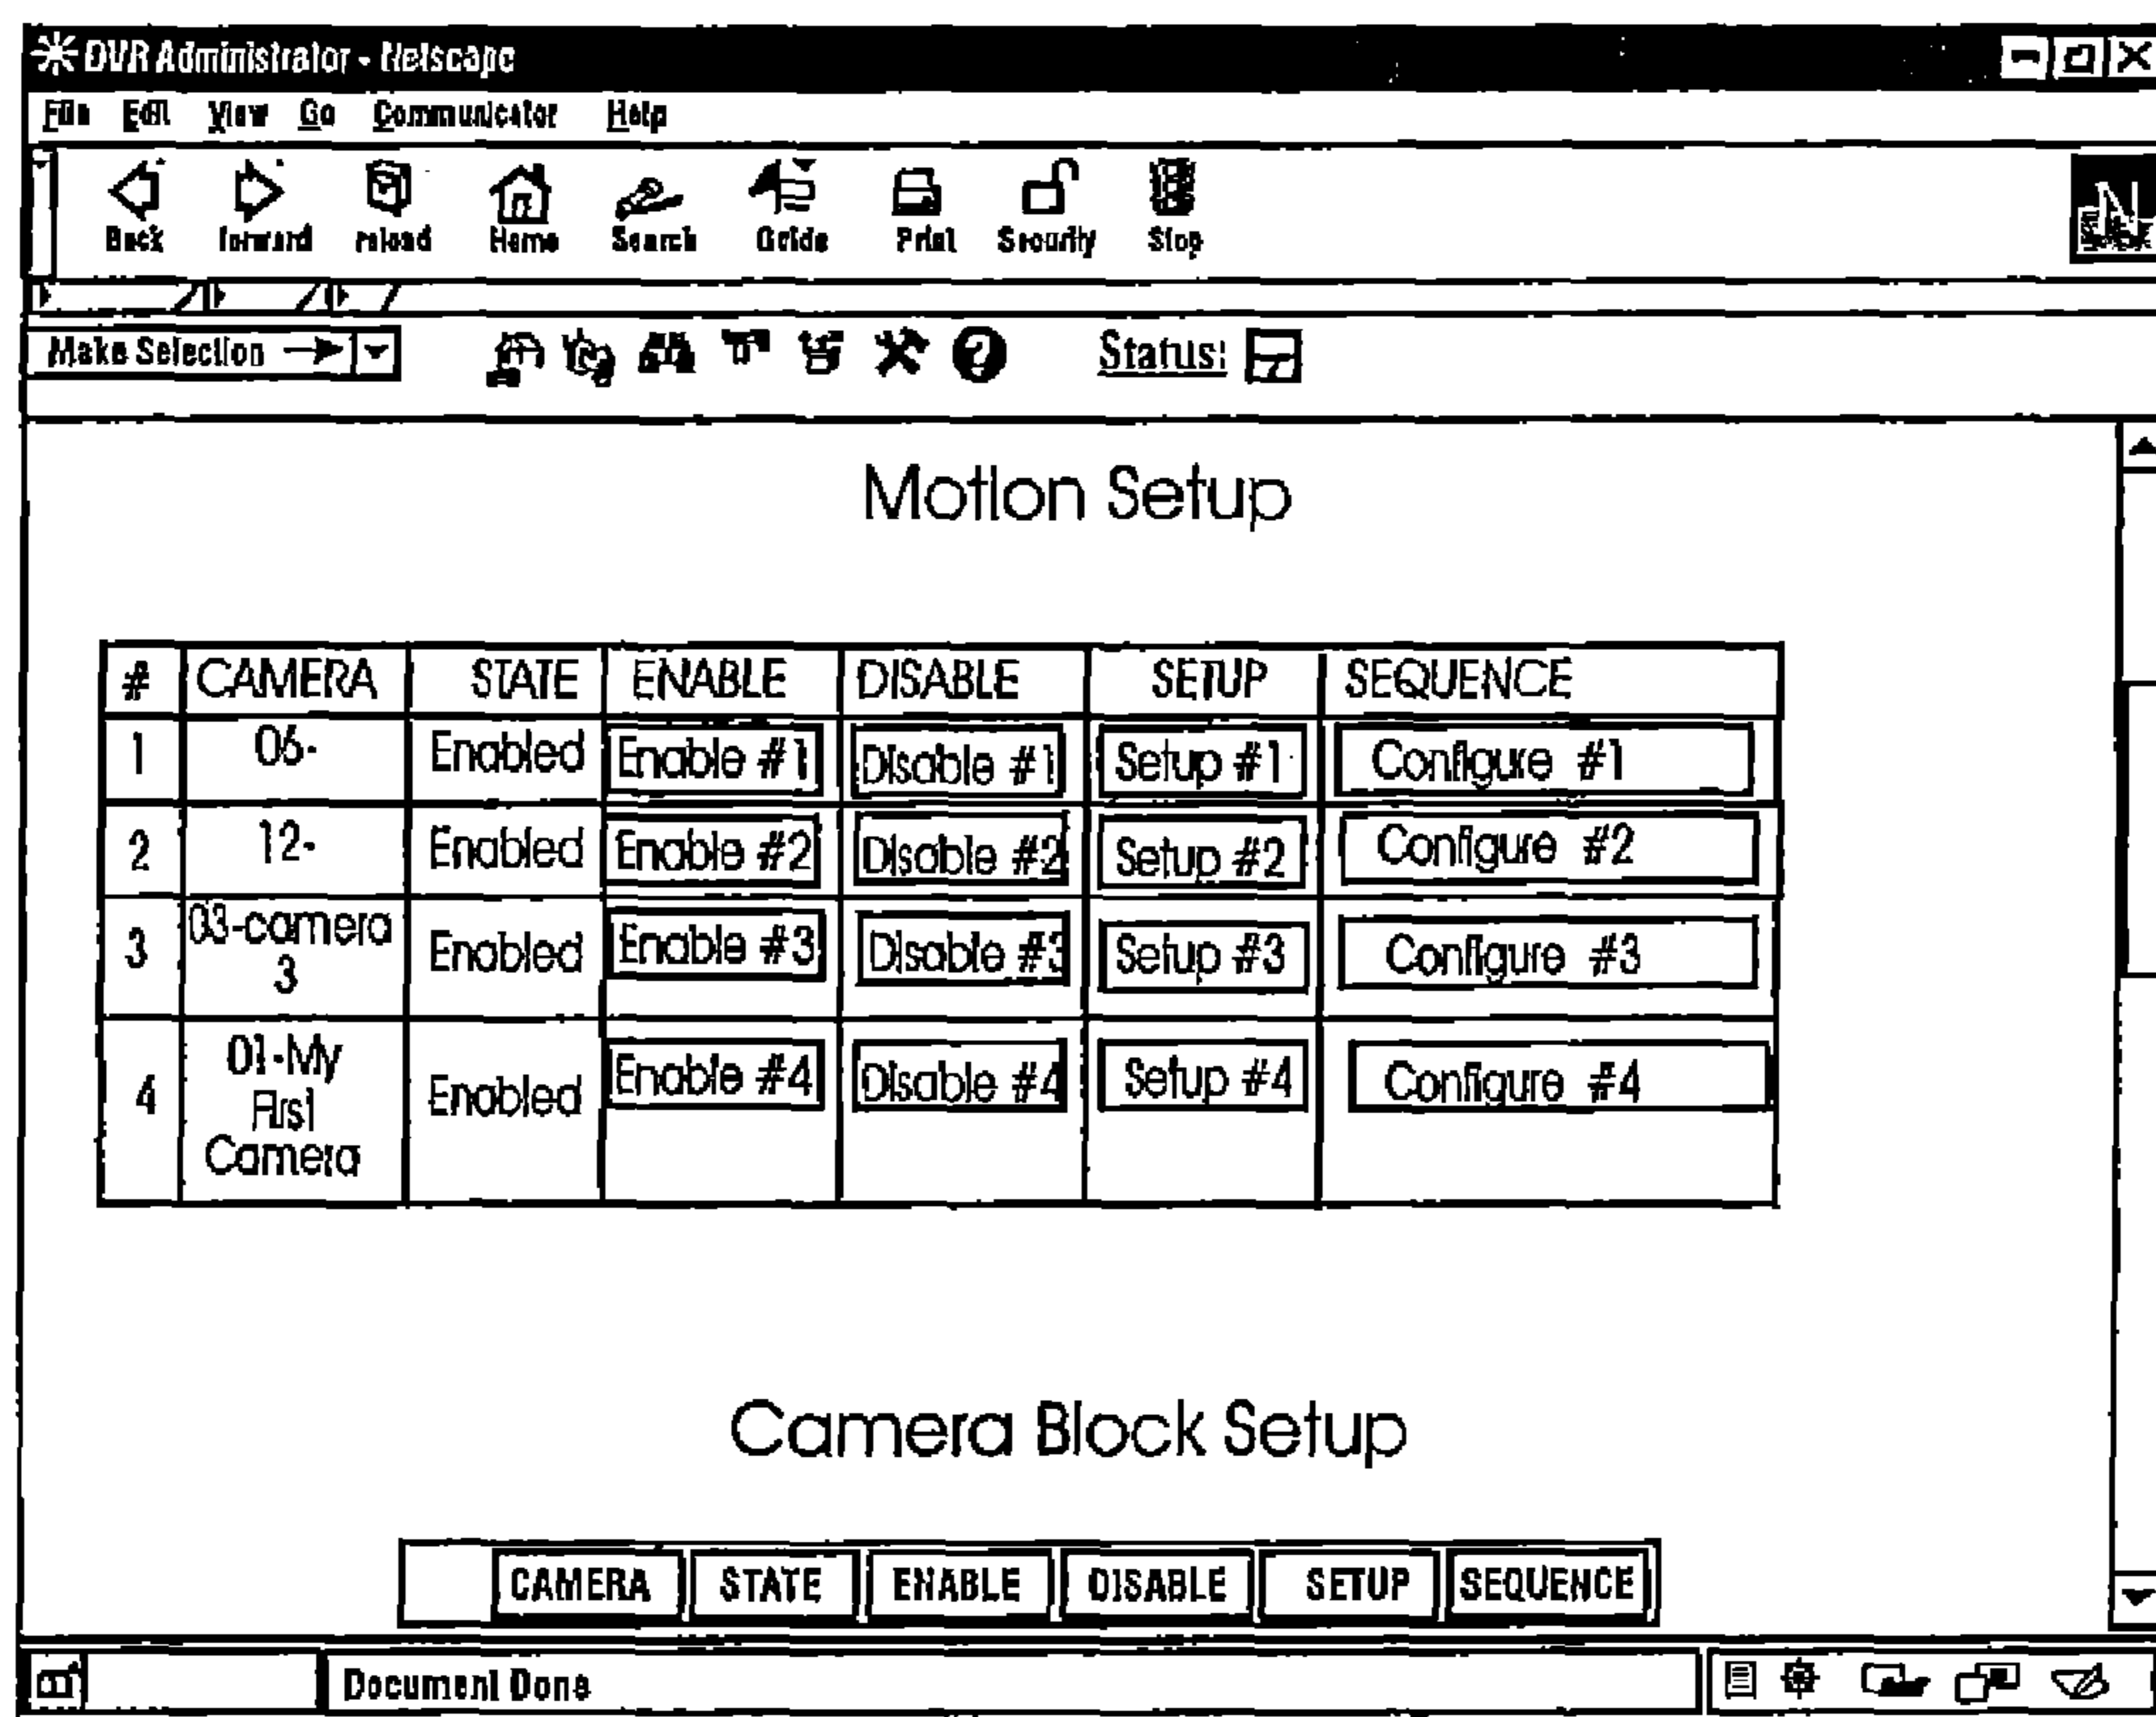 DVR Administrator - Netscape
File Edit View Go Communicator Help
Back forward reload Home Search Guide Print Security Stop
N
Make Selection Status:
Motion Setup
# CAMERA STATE ENABLE DISABLE SETUP SEQUENCE
1 06- Enabled Enable #1 Disable #1 Setup #1 Configure #1
2 12- Enabled Enable #2 Disable #2 Setup #2 Configure #2
3 03-camera 3 Enabled Enable #3 Disable #3 Setup #3 Configure #3
4 01-My First Camera Enabled Enable #4 Disable #4 Setup #4 Configure #4
Camera Block Setup
CAMERA STATE ENABLE DISABLE SETUP SEQUENCE
Document Done